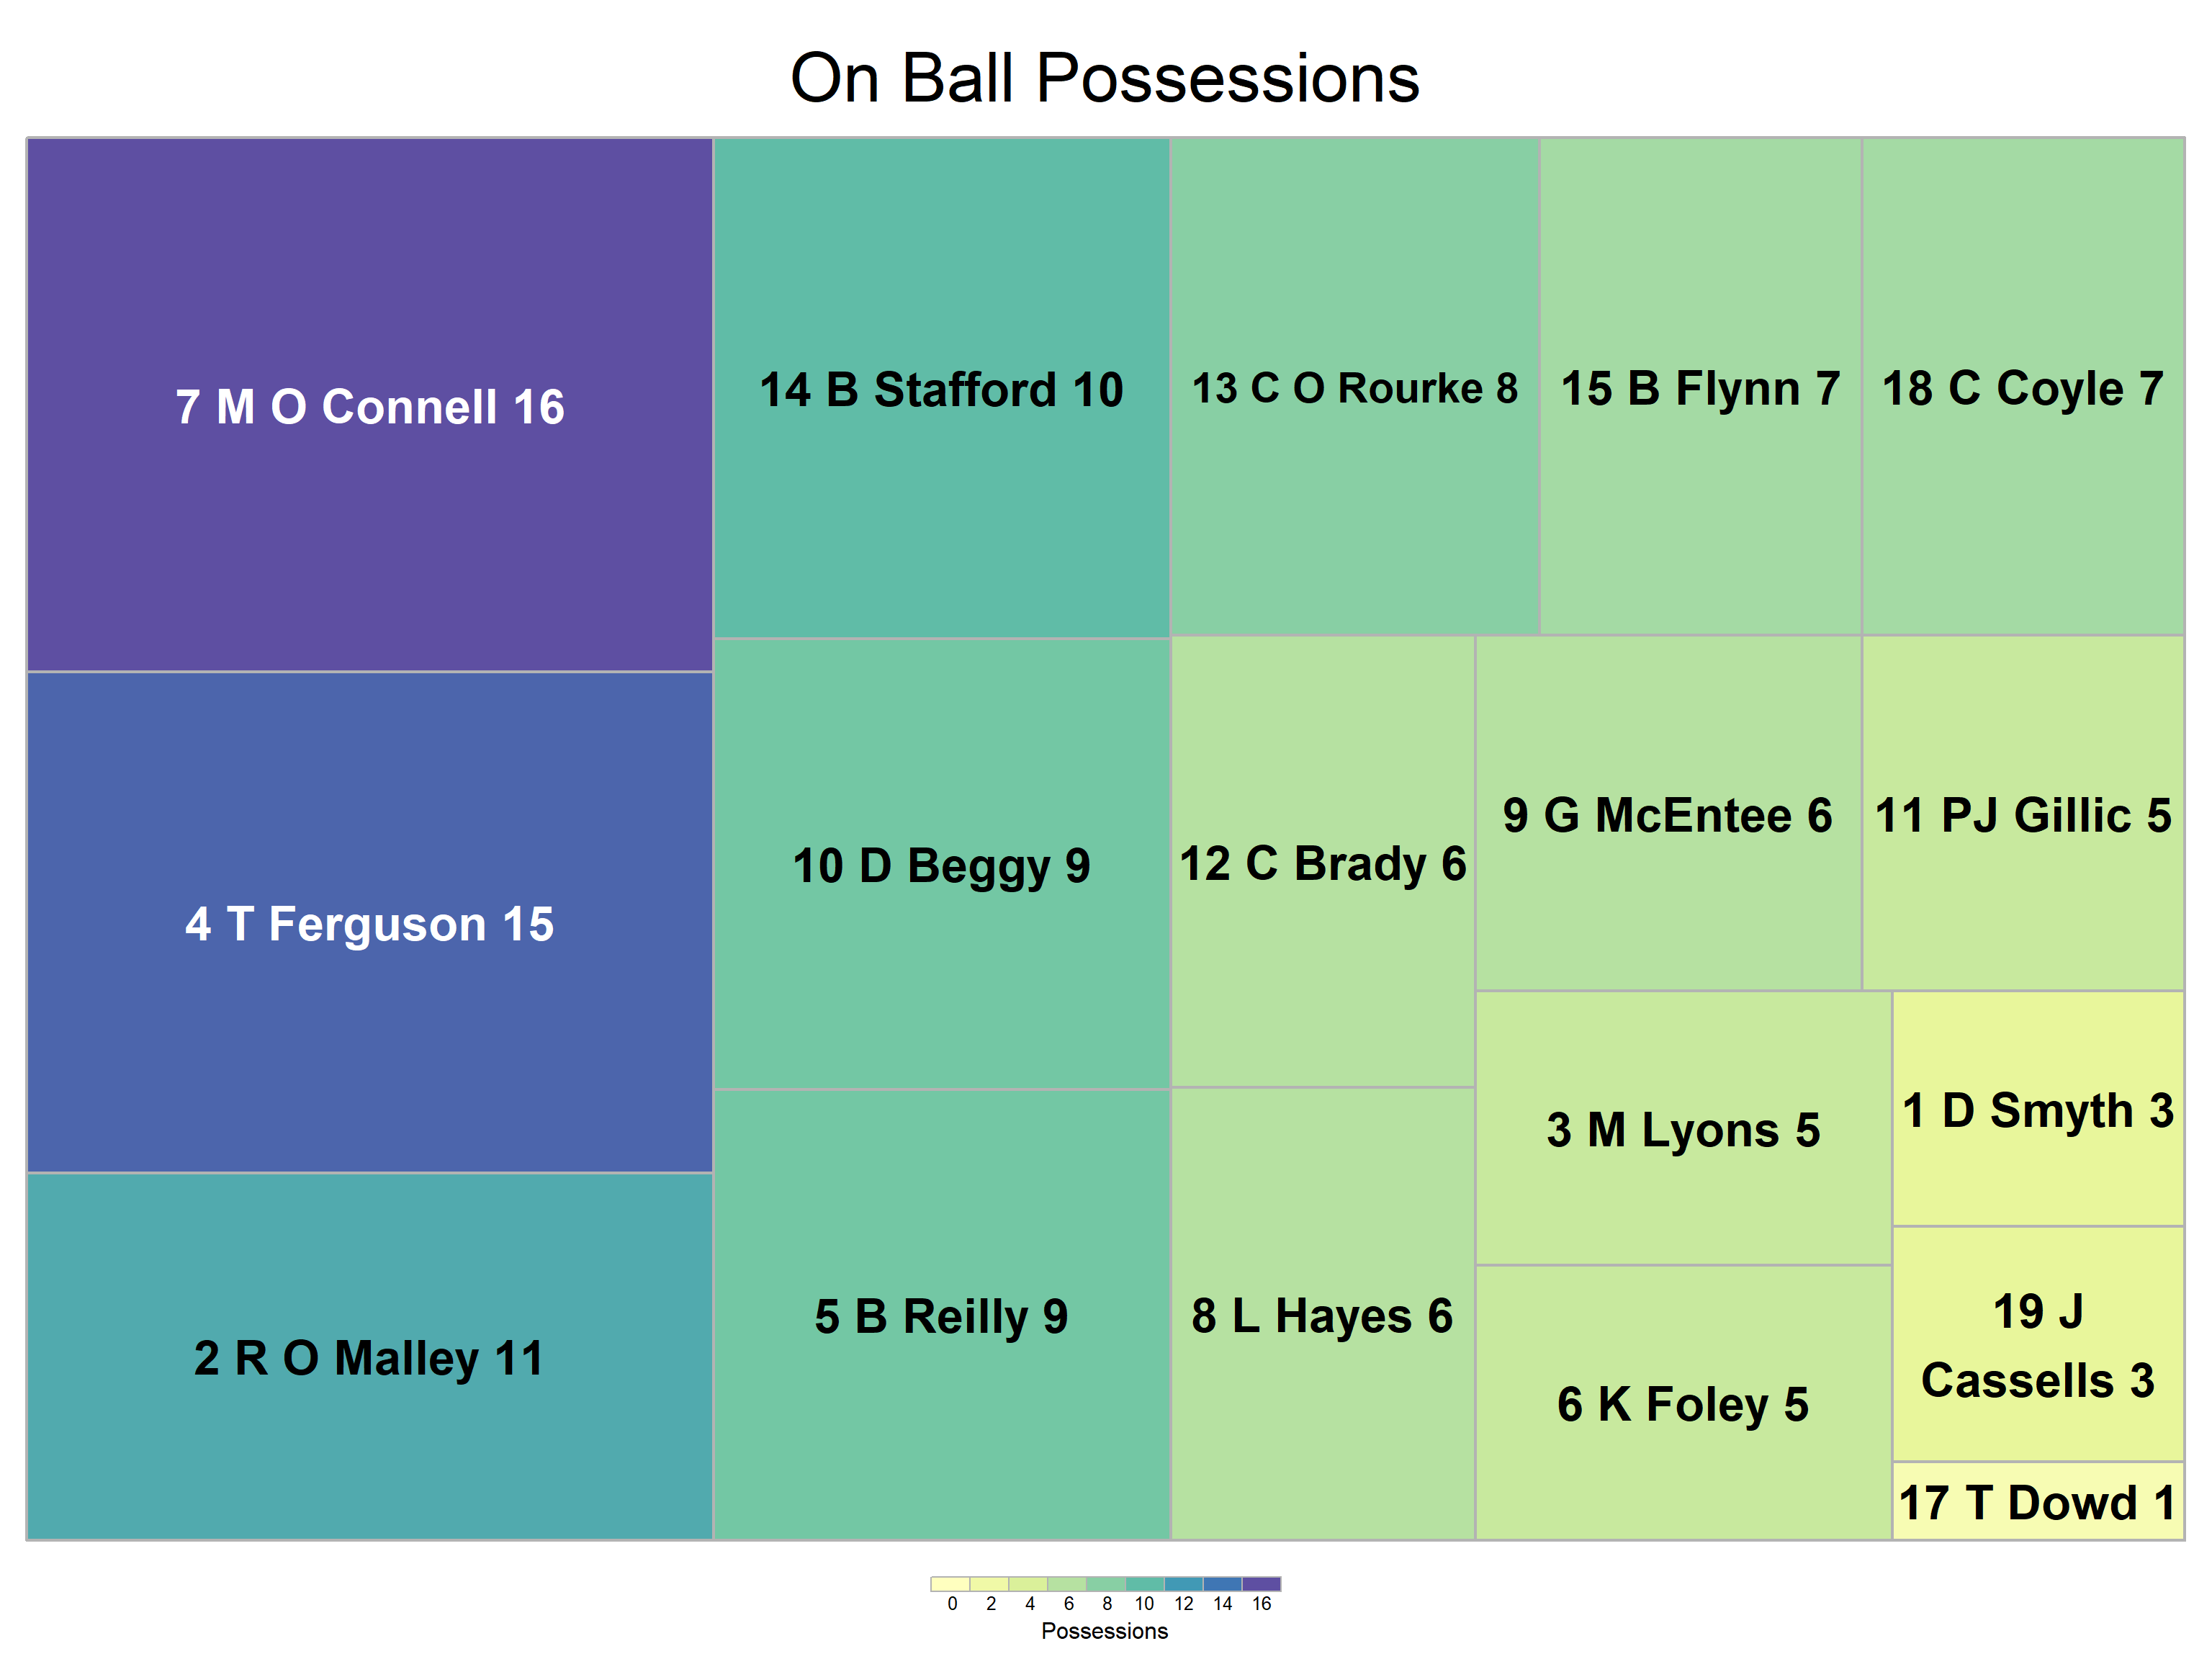 On Ball Possessions
7 M O Connell 16
4 T Ferguson 15
2 R O Malley 11
14 B Stafford 10
10 D Beggy 9
5 B Reilly 9
13 C O Rourke 8
15 B Flynn 7
18 C Coyle 7
12 C Brady 6
8 L Hayes 6
9 G McEntee 6
11 PJ Gillic 5
3 M Lyons 5
6 K Foley 5
1 D Smyth 3
19 J
Cassells 3
17 T Dowd 1
0 2 4 6 8 10 12 14 16
Possessions